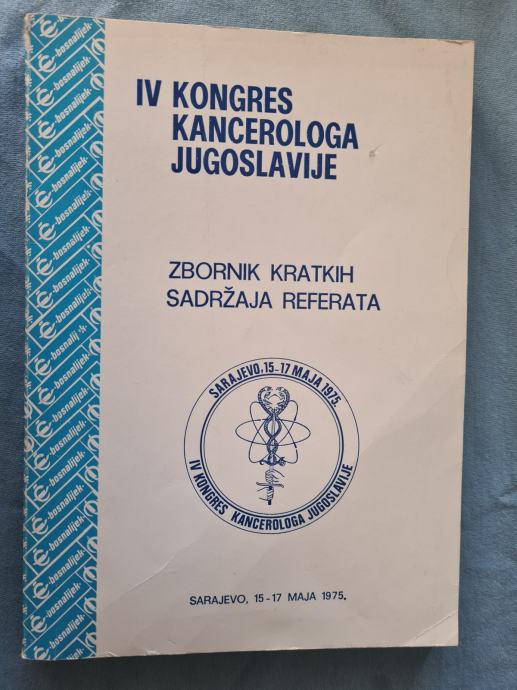 IV KONGRES
KANCEROLOGA
JUGOSLAVIJE
ZBORNIK KRATKIH
SADRŽAJA REFERATA
SARAJEVO, 15-17 MAJA 1975.
IV KONGRES KANCEROLOGA JUGOSLAVIJE
SARAJEVO, 15-17 MAJA 1975.
bosnalijek